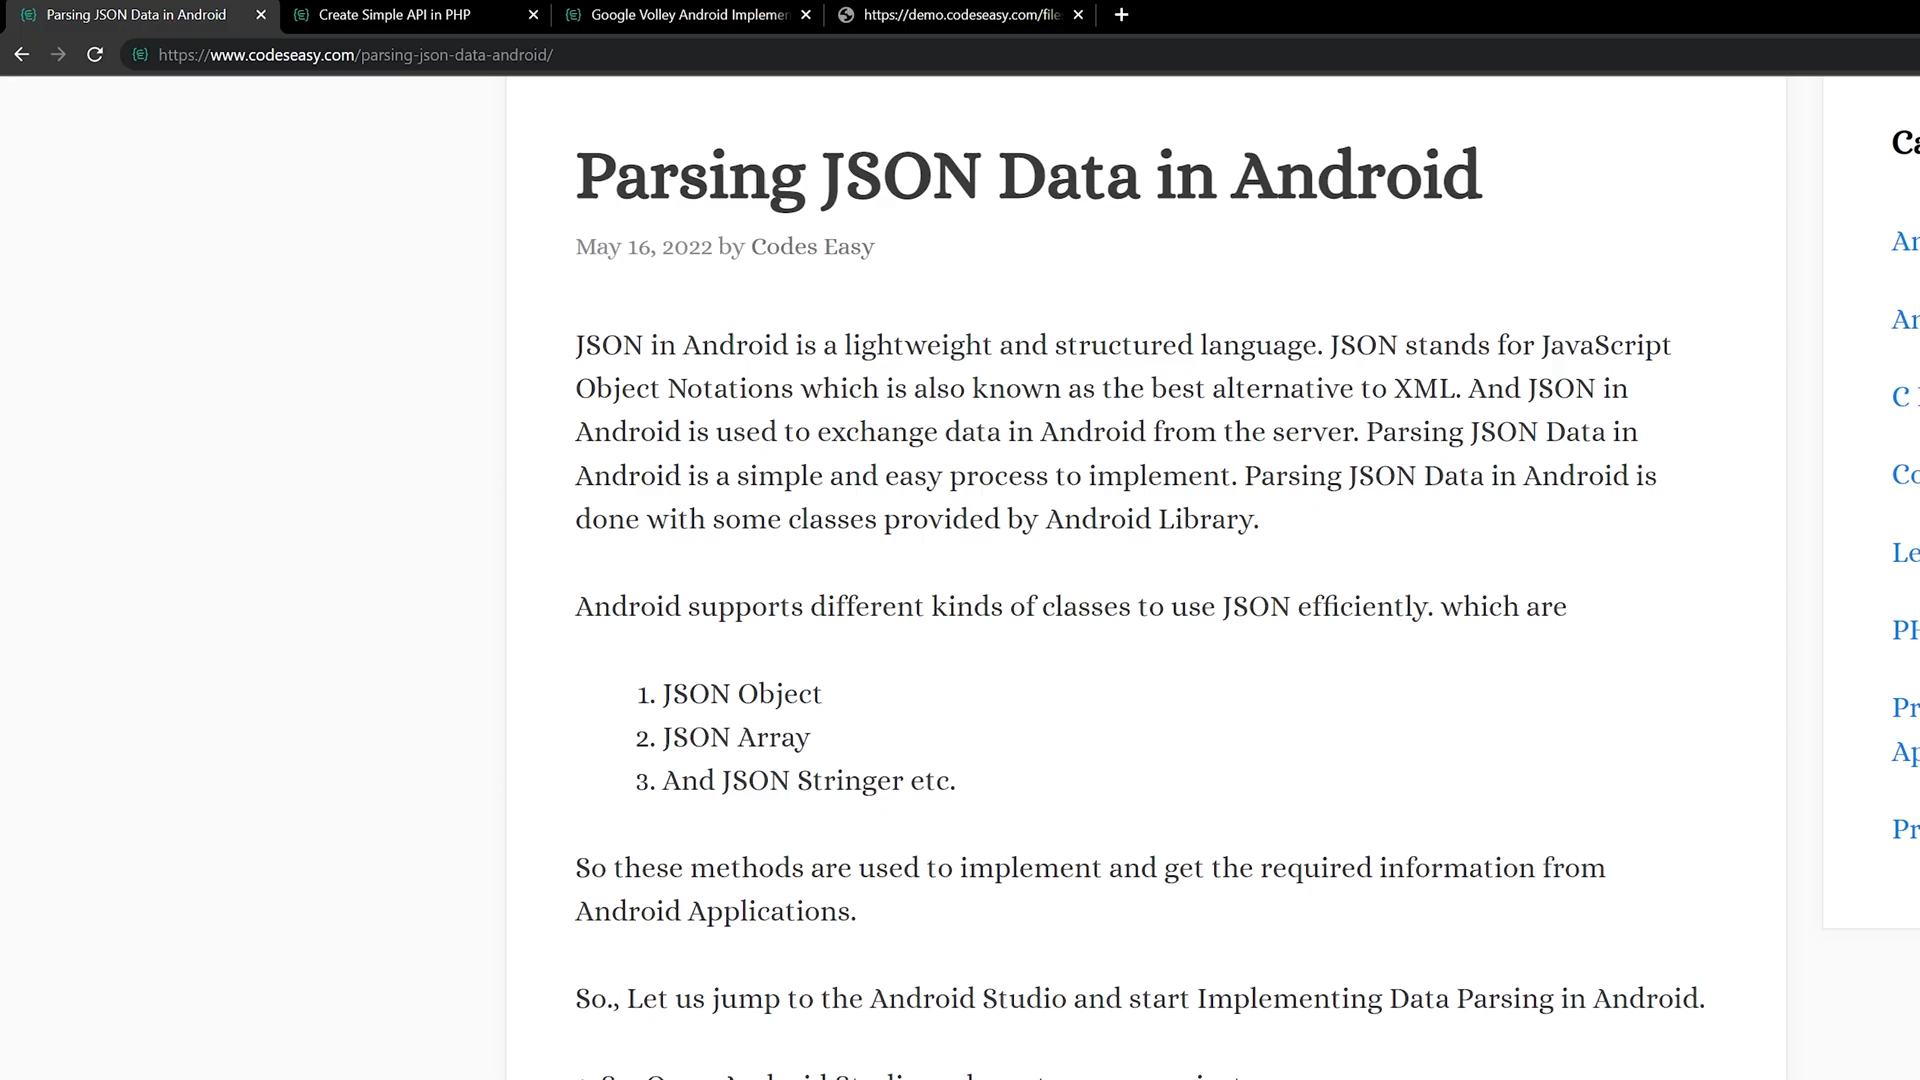 Parsing JSON Data in Android
Create Simple API in PHP
Google Volley Android Implemen
https://demo.codeseasy.com/file
https://www.codeseasy.com/parsing-json-data-android/
Parsing JSON Data in Android
May 16, 2022 by Codes Easy
JSON in Android is a lightweight and structured language. JSON stands for JavaScript
Object Notations which is also known as the best alternative to XML. And JSON in
Android is used to exchange data in Android from the server. Parsing JSON Data in
Android is a simple and easy process to implement. Parsing JSON Data in Android is
done with some classes provided by Android Library.
Android supports different kinds of classes to use JSON efficiently. which are
1. JSON Object
2. JSON Array
3. And JSON Stringer etc.
So these methods are used to implement and get the required information from
Android Applications.
So., Let us jump to the Android Studio and start Implementing Data Parsing in Android.
Ca
An
An
C
Co
Le
PH
Pr
Ap
Pr